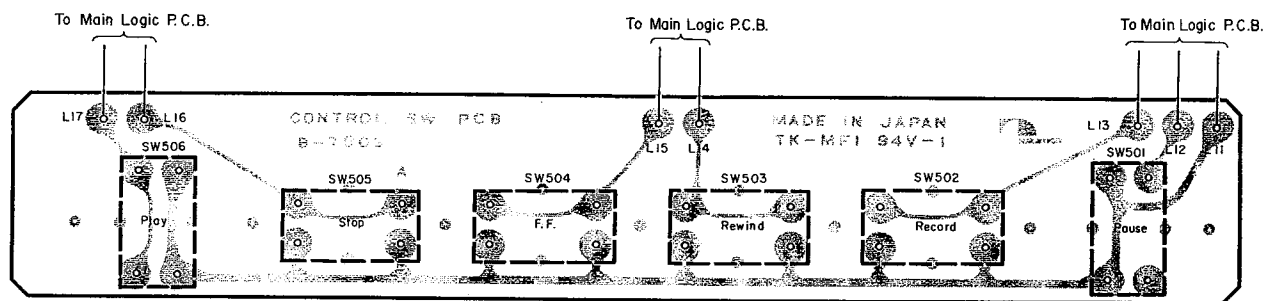 To Main Logic P.C.B.
To Main Logic P.C.B.
To Main Logic P.C.B.
L17
L16
CONTROL SW PCB
MADE IN JAPAN
L13
L12
L11
TK-MF1 94V-1
L15
L14
SW506
SW505
A
SW504
SW503
SW502
SW501
Play
Stop
F.F.
Rewind
Record
Pause